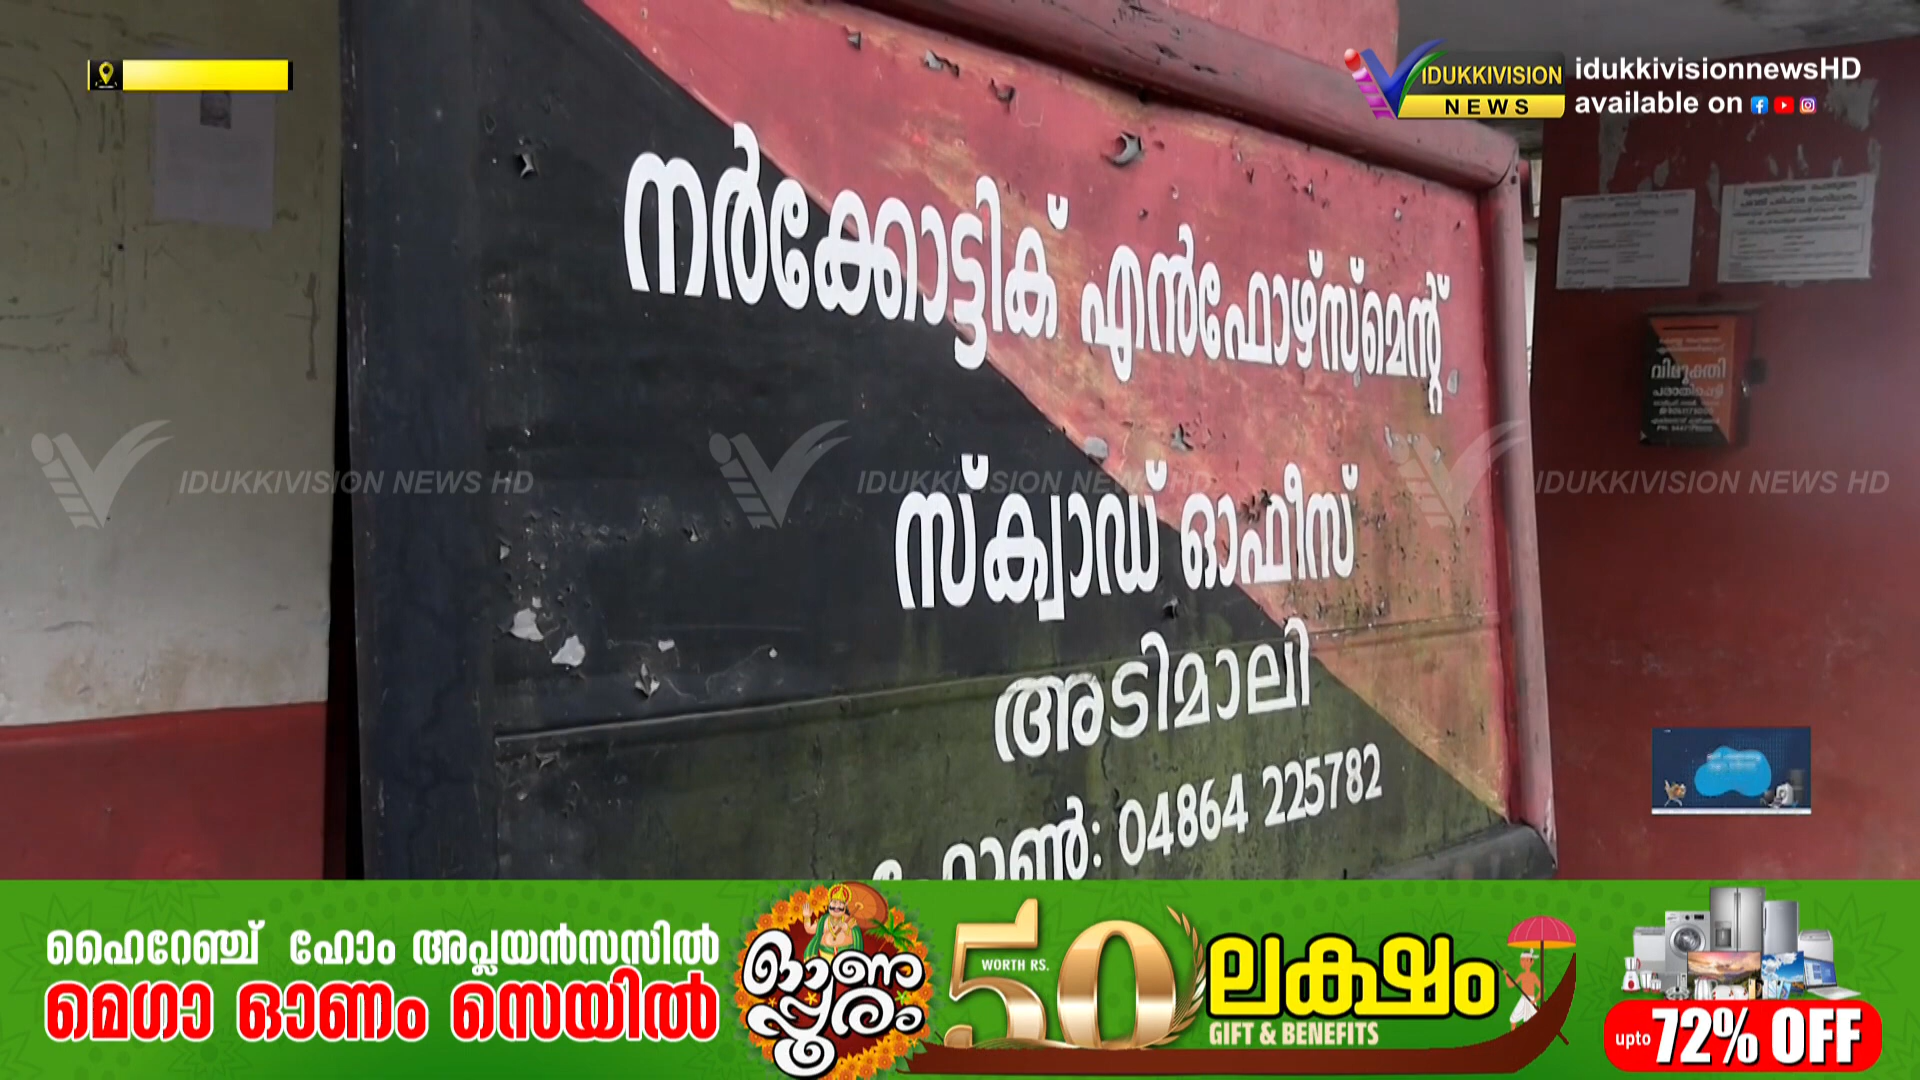 IDUKKIVISION
NEWS
idukkivisionnewsHD
available on
നർക്കോട്ടിക് എൻഫോഴ്സ്മെന്റ്
സ്ക്വാഡ് ഓഫീസ്
അടിമാലി
ഫോൺ: 04864 225782
വിമുക്തി
പരാതിപ്പെട്ടി
IDUKKIVISION NEWS HD
IDUKKIVISION NEWS HD
IDUKKIVISION NEWS HD
ഹൈറേഞ്ച് ഹോം അപ്ലയൻസസിൽ
മെഗാ ഓണം സെയിൽ
ഓണപ്പൂരം
WORTH RS.
50 ലക്ഷം
GIFT & BENEFITS
upto 72% OFF